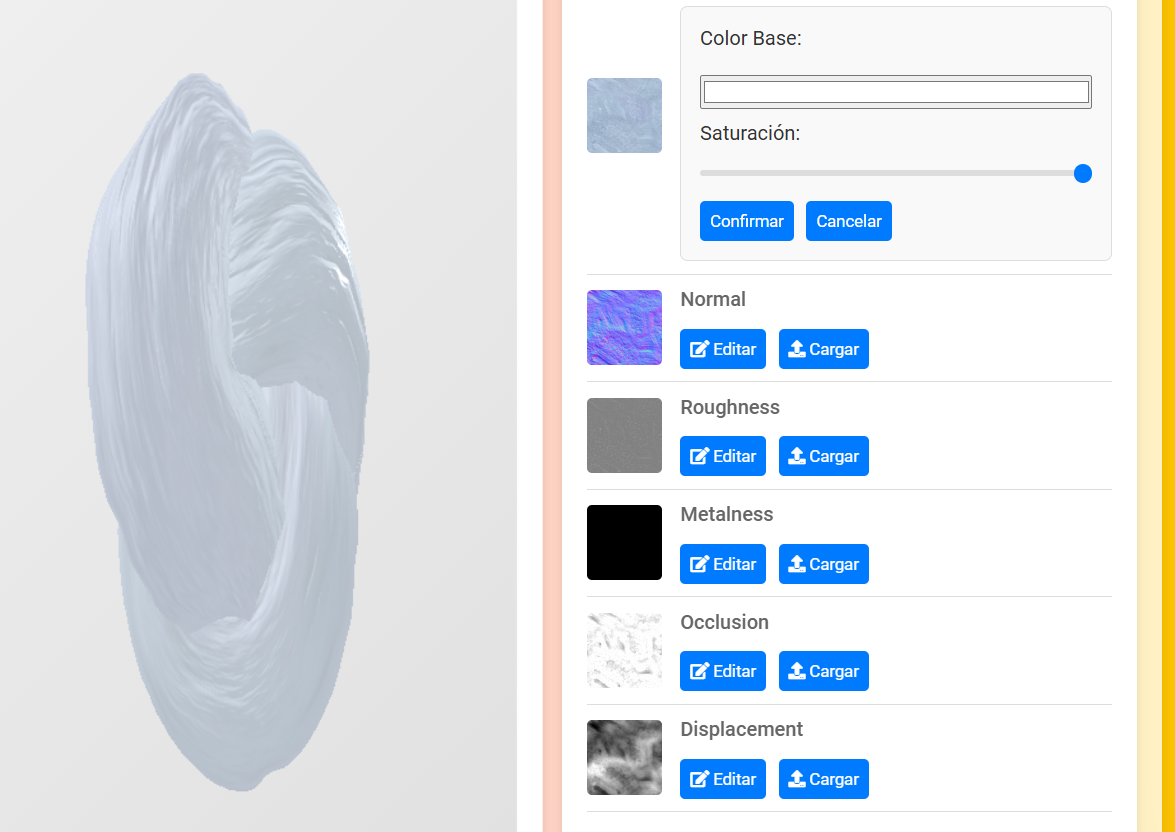 Color Base:
Saturación:
Confirmar Cancelar
Normal
Editar Cargar
Roughness
Editar Cargar
Metalness
Editar Cargar
Occlusion
Editar Cargar
Displacement
Editar Cargar